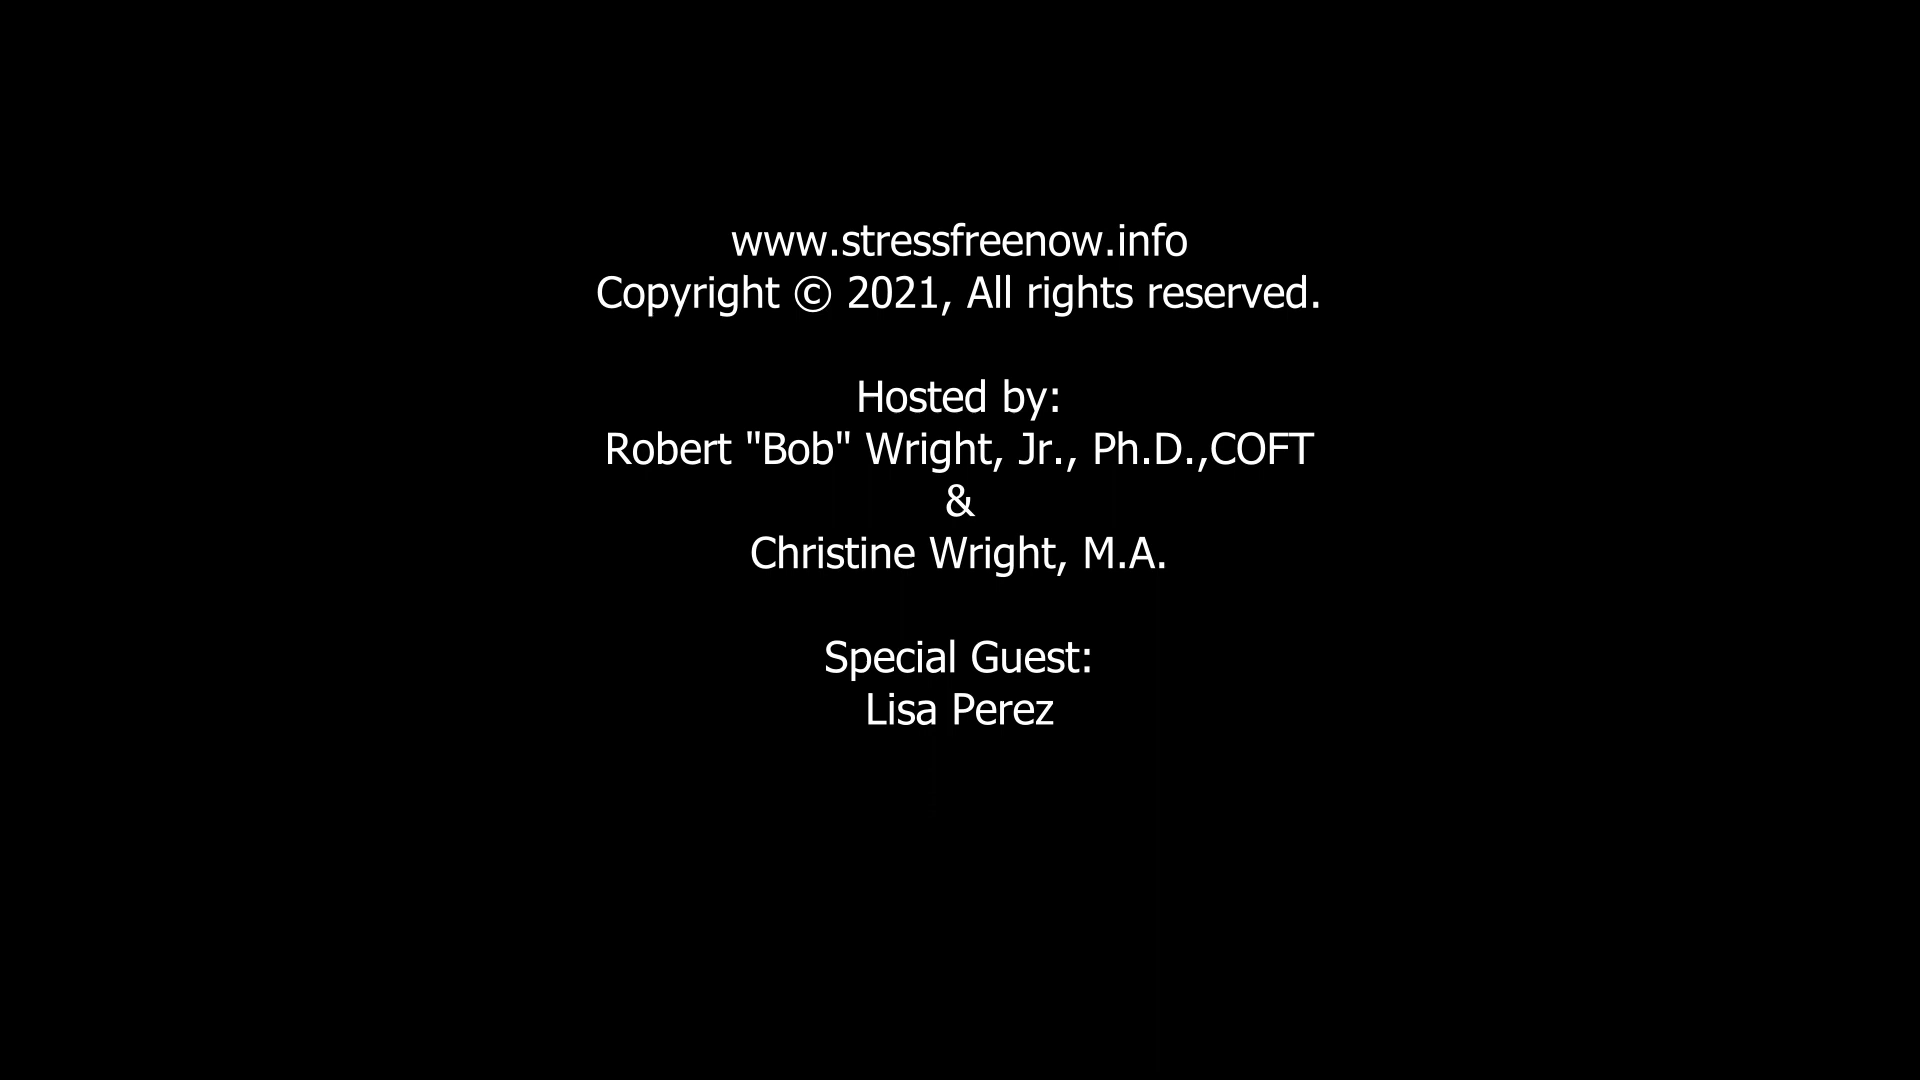 www.stressfreenow.info
Copyright © 2021, All rights reserved.
Hosted by:
Robert "Bob" Wright, Jr., Ph.D.,COFT
&
Christine Wright, M.A.
Special Guest:
Lisa Perez